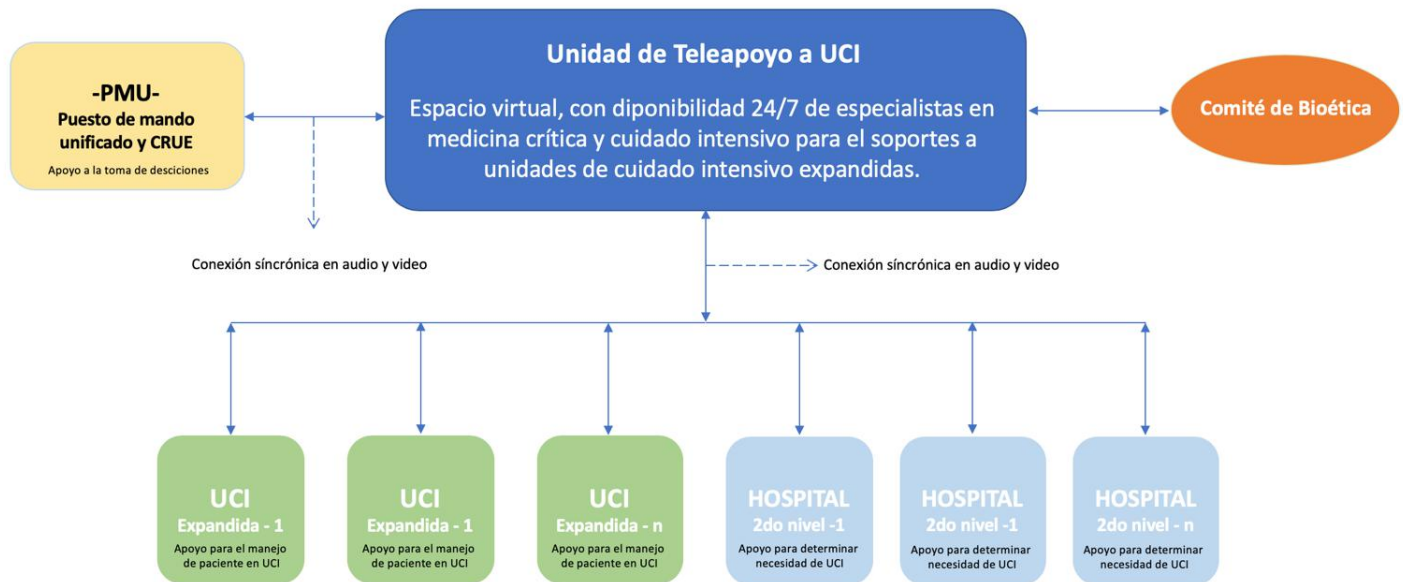 Unidad de Teleapoyo a UCI
Espacio virtual, con diponibilidad 24/7 de especialistas en
medicina crítica y cuidado intensivo para el soportes a
unidades de cuidado intensivo expandidas.
-PMU-
Puesto de mando
unificado y CRUE
Apoyo a la toma de desciciones
Comité de Bioética
Conexión síncrónica en audio y video
Conexión síncrónica en audio y video
UCI
Expandida - 1
Apoyo para el manejo
de paciente en UCI
UCI
Expandida - 1
Apoyo para el manejo
de paciente en UCI
UCI
Expandida - n
Apoyo para el manejo
de paciente en UCI
HOSPITAL
2do nivel -1
Apoyo para determinar
necesidad de UCI
HOSPITAL
2do nivel -1
Apoyo para determinar
necesidad de UCI
HOSPITAL
2do nivel - n
Apoyo para determinar
necesidad de UCI